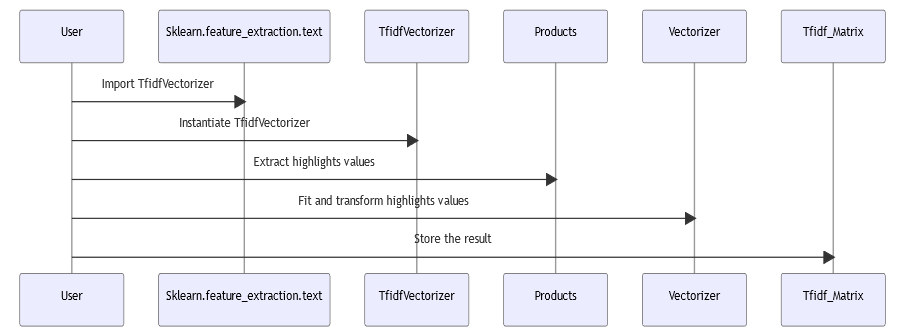 User
Sklearn.feature_extraction.text
TfidfVectorizer
Products
Vectorizer
Tfidf_Matrix
Import TfidfVectorizer
Instantiate TfidfVectorizer
Extract highlights values
Fit and transform highlights values
Store the result
User
Sklearn.feature_extraction.text
TfidfVectorizer
Products
Vectorizer
Tfidf_Matrix